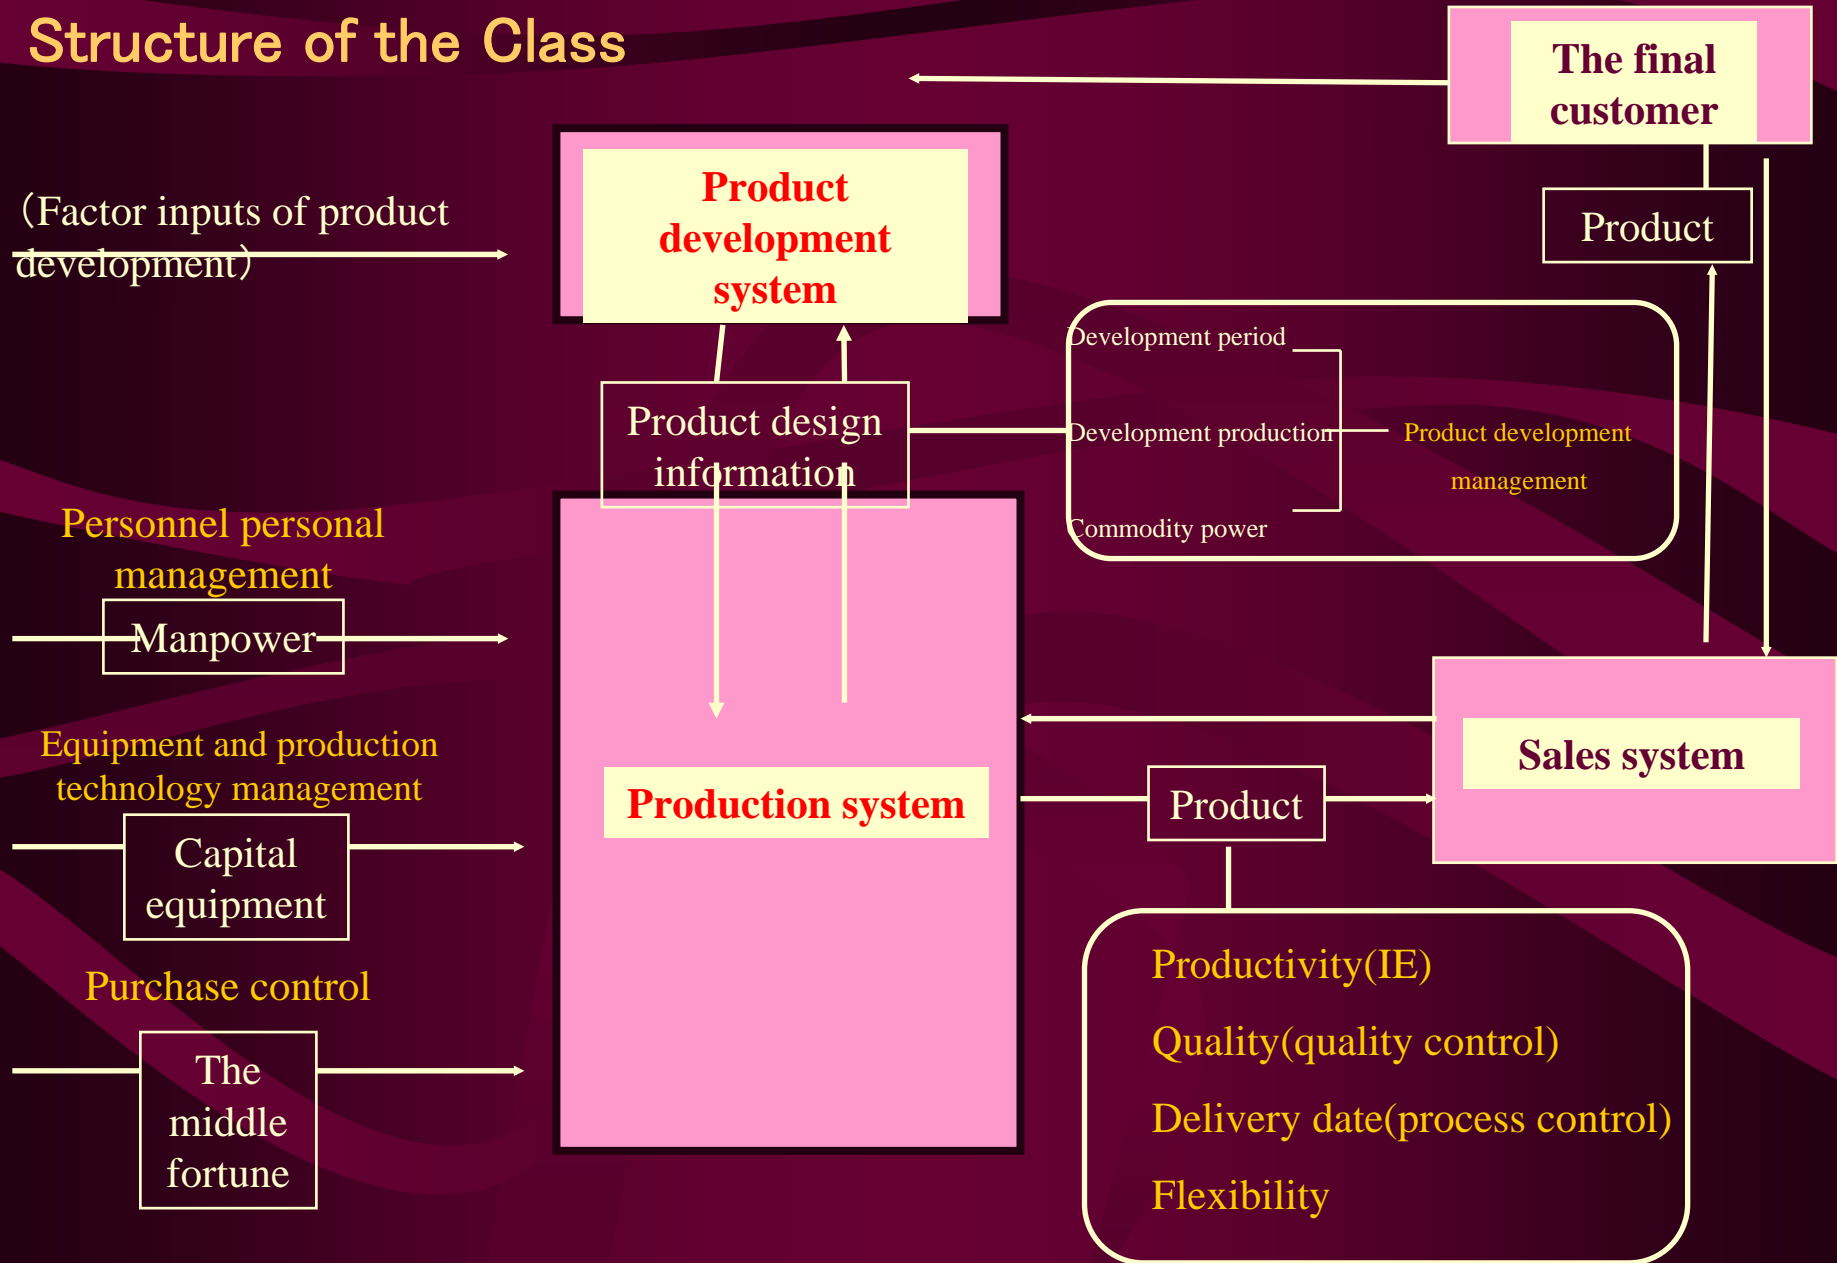 Structure of the Class
The final
customer
Product
development
system
（Factor inputs of product
development）
Product
Development period
Development production
Product development
management
Commodity power
Product design
information
Personnel personal
management
Manpower
Equipment and production
technology management
Capital
equipment
Production system
Product
Sales system
Purchase control
The
middle
fortune
Productivity(IE)
Quality(quality control)
Delivery date(process control)
Flexibility